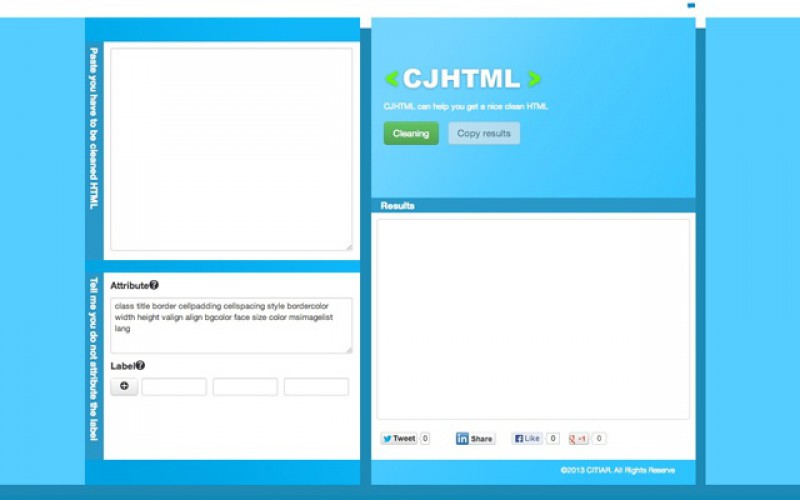 Paste you have to be cleaned HTML
Tell me you do not attribute the label
Attribute
class title border cellpadding cellspacing style bordercolor
width height valign align bgcolor face size color msimagelist
lang
Label
< CJHTML >
CJHTML can help you get a nice clean HTML
Cleaning
Copy results
Results
Tweet 0
Share
Like 0
+1 0
©2013 CITIAR. All Rights Reserve